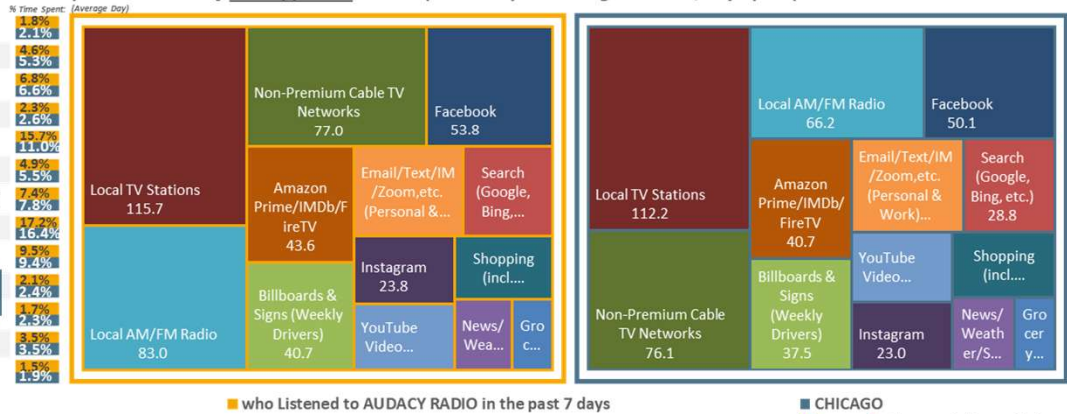 % Time Spent: (Average Day)
1.8%
2.1%
4.6%
5.3%
6.8%
6.6%
2.3%
2.6%
15.7%
11.0%
4.9%
5.5%
7.4%
7.8%
17.2%
16.4%
9.5%
9.4%
2.1%
2.4%
1.7%
2.3%
3.5%
3.5%
1.5%
1.9%
Local TV Stations
115.7
Local AM/FM Radio
83.0
Non-Premium Cable TV
Networks
77.0
Facebook
53.8
Amazon
Prime/IMDb/F
ireTV
43.6
Email/Text/IM
/Zoom,etc.
(Personal &...
Search
(Google,
Bing,...
Billboards &
Signs (Weekly
Drivers)
40.7
Instagram
23.8
Shopping
(incl....
YouTube
Video...
News/
Wea...
Gro
c...
Local TV Stations
112.2
Non-Premium Cable
TV Networks
76.1
Local AM/FM Radio
66.2
Facebook
50.1
Amazon
Prime/IMDb/
FireTV
40.7
Email/Text/IM
/Zoom,etc.
(Personal &
Work)...
Search
(Google,
Bing, etc.)
28.8
Billboards &
Signs
(Weekly
Drivers)
37.5
YouTube
Video...
Shopping
(incl....
Instagram
23.0
News/
Weath
er/S...
Gro
cer
y...
who Listened to AUDACY RADIO in the past 7 days
CHICAGO